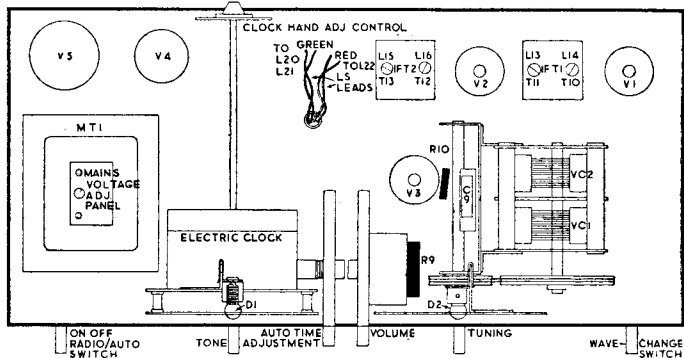 CLOCK HAND ADJ CONTROL
V5
V4
TO
L20
L21
GREEN
RED
TO L22
LS
LEADS
L15
L16
IFT2
T13
T12
V2
L13
L14
IFT1
T11
T10
V1
MT1
MAINS
VOLTAGE
ADJ.
PANEL
R10
V3
C9
VC2
VC1
ELECTRIC CLOCK
R9
D1
D2
ON OFF
RADIO/AUTO
SWITCH
TONE
AUTO TIME
ADJUSTMENT
VOLUME
TUNING
WAVE-CHANGE
SWITCH